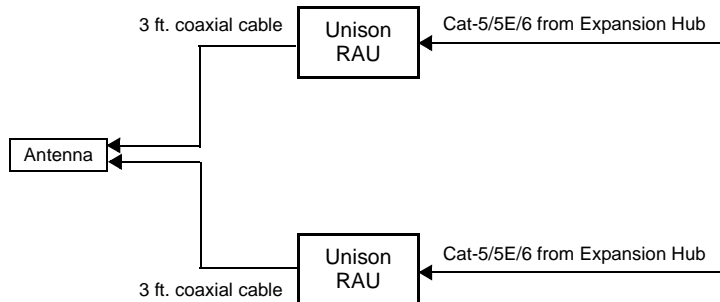 3 ft. coaxial cable
Unison
RAU
Cat-5/5E/6 from Expansion Hub
Antenna
Unison
RAU
Cat-5/5E/6 from Expansion Hub
3 ft. coaxial cable